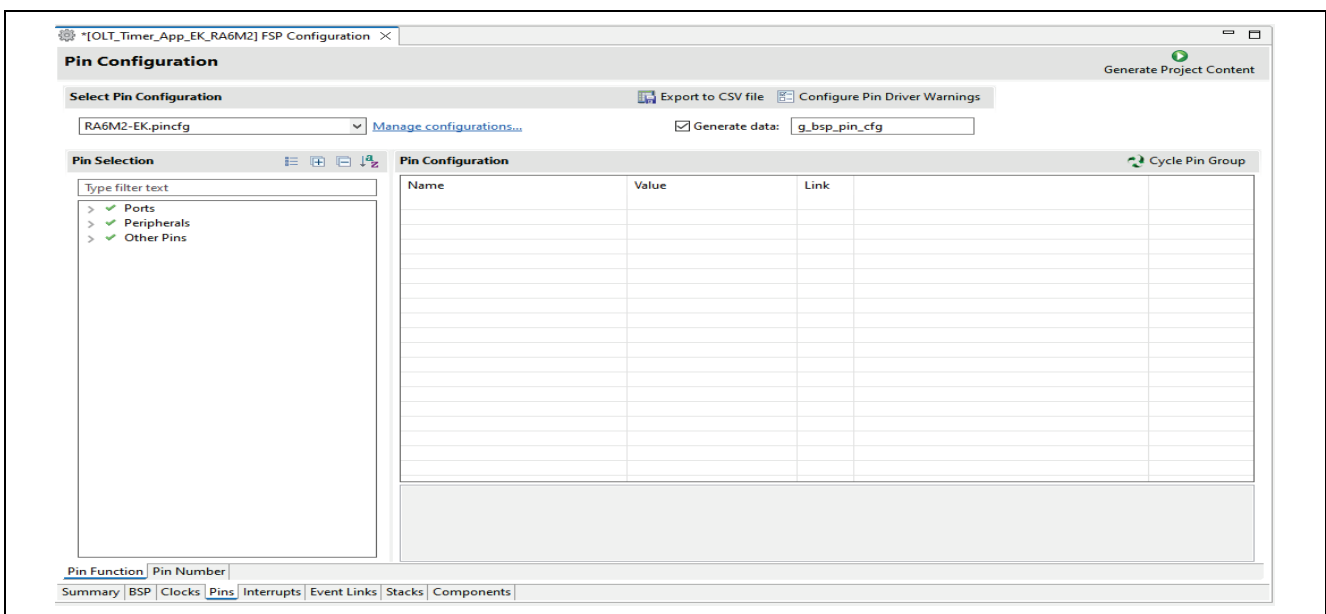 *[OLT_Timer_App_EK_RA6M2] FSP Configuration
Pin Configuration
Generate Project Content
Select Pin Configuration
Export to CSV file
Configure Pin Driver Warnings
RA6M2-EK.pincfg
Manage configurations...
Generate data:
g_bsp_pin_cfg
Pin Selection
Pin Configuration
Cycle Pin Group
Type filter text
Ports
Peripherals
Other Pins
Name Value Link
Pin Function Pin Number
Summary BSP Clocks Pins Interrupts Event Links Stacks Components